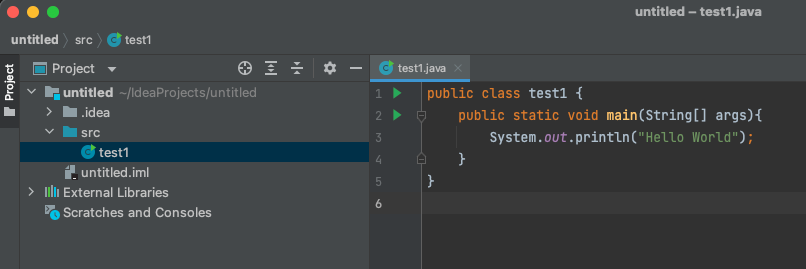 untitled – test1.java
untitled src test1
Project
Project
test1.java
untitled ~/IdeaProjects/untitled
.idea
src
test1
untitled.iml
External Libraries
Scratches and Consoles
1 public class test1 {
2 public static void main(String[] args){
3 System.out.println("Hello World");
4 }
5 }
6